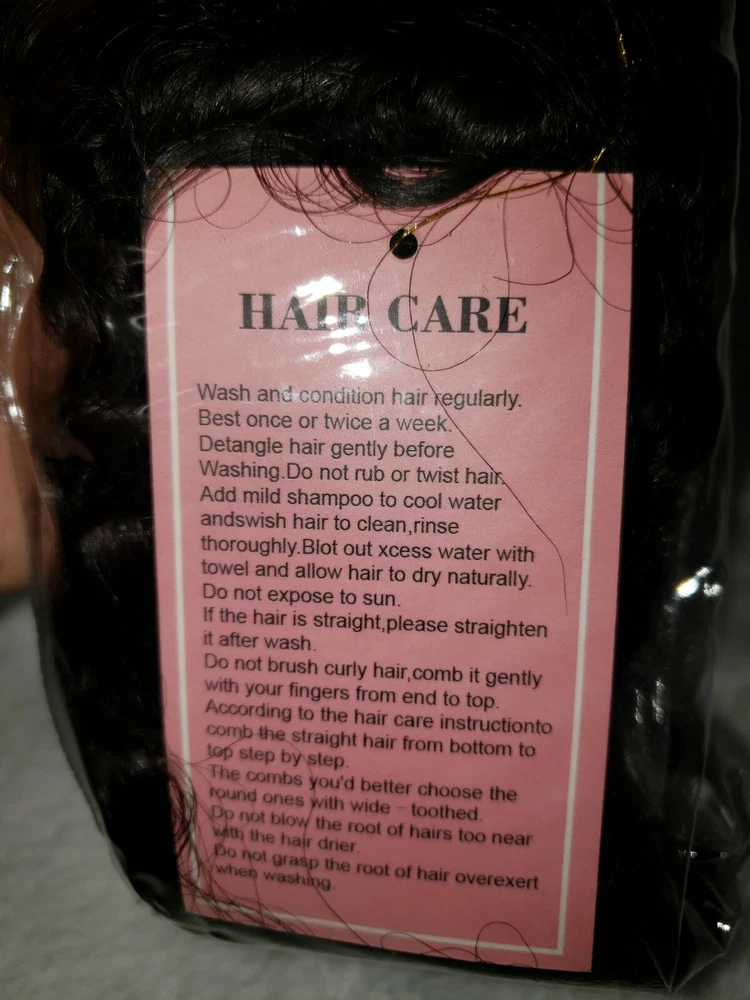 HAIR CARE
Wash and condition hair regularly.
Best once or twice a week.
Detangle hair gently before
Washing.Do not rub or twist hair.
Add mild shampoo to cool water
andswish hair to clean,rinse
thoroughly.Blot out xcess water with
towel and allow hair to dry naturally.
Do not expose to sun.
If the hair is straight,please straighten
it after wash.
Do not brush curly hair,comb it gently
with your fingers from end to top.
According to the hair care instructionto
comb the straight hair from bottom to
top step by step.
The combs you'd better choose the
round ones with wide - toothed.
Do not blow the root of hairs too near
with the hair drier.
Do not grasp the root of hair overexert
when washing.